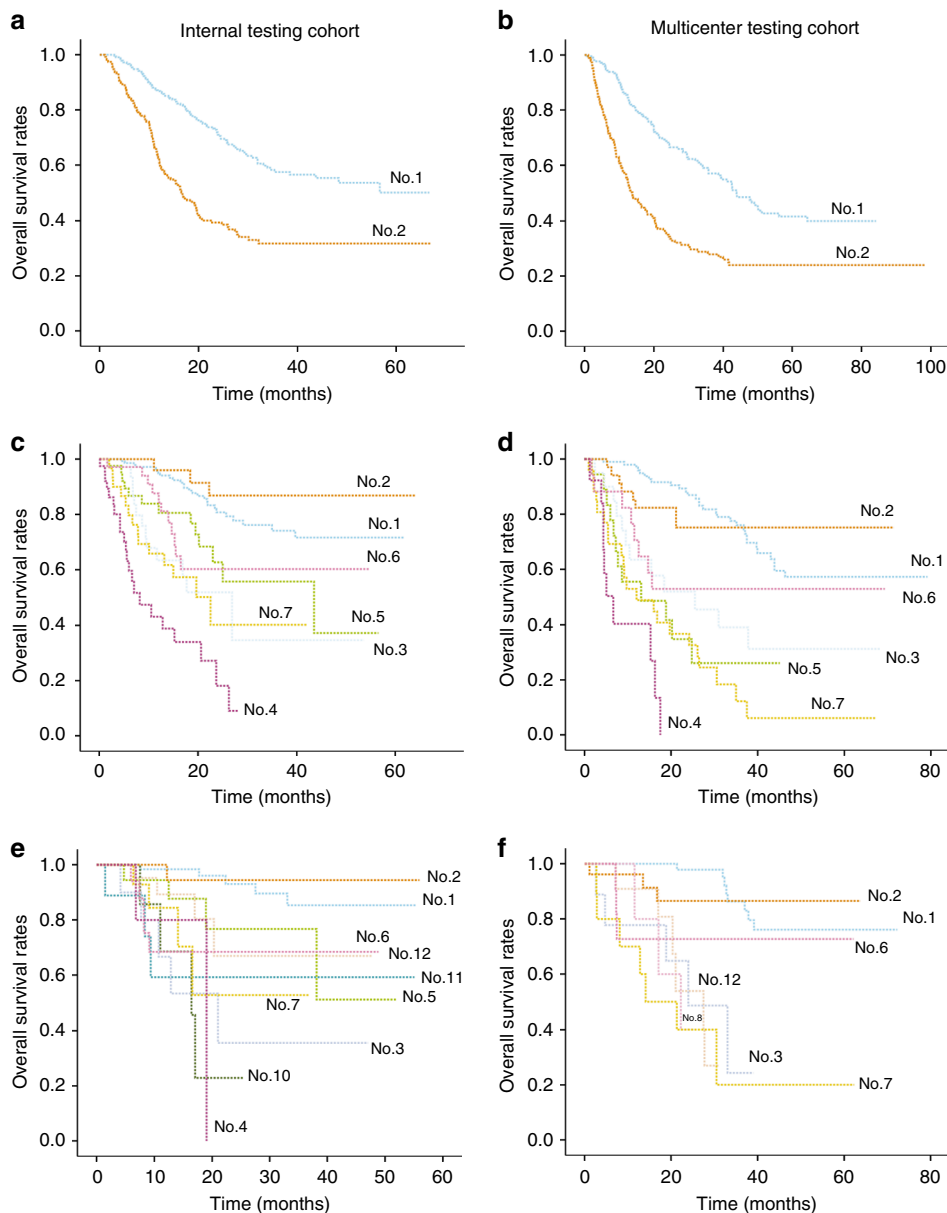 a
Internal testing cohort
1.0
0.8
0.6
0.4
0.2
0.0
Overall survival rates
No.1
No.2
0 20 40 60
Time (months)
b
Multicenter testing cohort
1.0
0.8
0.6
0.4
0.2
0.0
Overall survival rates
No.1
No.2
0 20 40 60 80 100
Time (months)
c
1.0
0.8
0.6
0.4
0.2
0.0
Overall survival rates
No.2
No.1
No.6
No.7
No.5
No.3
No.4
0 20 40 60
Time (months)
d
1.0
0.8
0.6
0.4
0.2
0.0
Overall survival rates
No.2
No.1
No.6
No.3
No.5
No.7
No.4
0 20 40 60 80
Time (months)
e
1.0
0.8
0.6
0.4
0.2
0.0
Overall survival rates
No.2
No.1
No.6
No.12
No.11
No.7
No.5
No.3
No.10
No.4
0 10 20 30 40 50 60
Time (months)
f
1.0
0.8
0.6
0.4
0.2
0.0
Overall survival rates
No.2
No.1
No.6
No.12
No.8
No.3
No.7
0 20 40 60 80
Time (months)